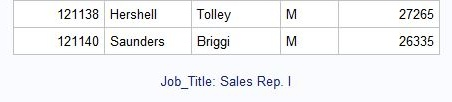 121138 Hershell Tolley M 27265
121140 Saunders Briggi M 26335
Job_Title: Sales Rep. I